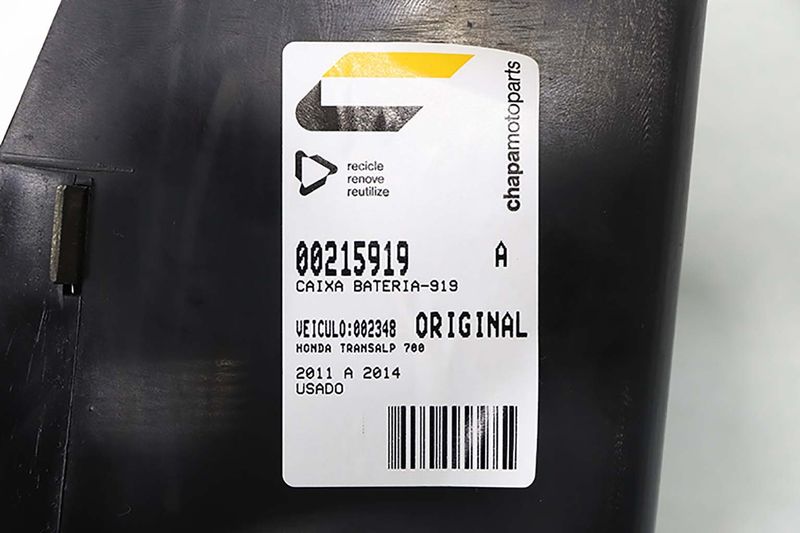 chapamotoparts
recicle
renove
reutilize
00215919 A
CAIXA BATERIA-919
VEICULO:002348 ORIGINAL
HONDA TRANSALP 700
2011 A 2014
USADO